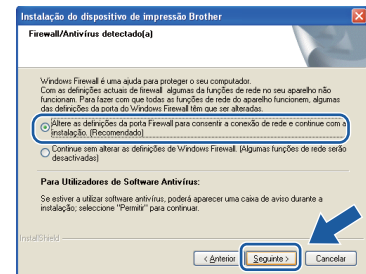 Instalação do dispositivo de impressão Brother
Firewall/Antivírus detectado(a)
Windows Firewall é uma ajuda para proteger o seu computador.
Com as definições actuais de firewall algumas da funções de rede no seu aparelho não
funcionam. Para fazer com que todas as funções de rede do aparelho funcionem, algumas
das definições da porta do Windows Firewall têm que ser alteradas.
Altere as definições da porta Firewall para consentir a conexão de rede e continue com a
instalação. (Recomendado)
Continue sem alterar as definições de Windows Firewall. (Algumas funções de rede serão
desactivadas)
Para Utilizadores de Software Antivírus:
Se estiver a utilizar software antivírus, poderá aparecer uma caixa de aviso durante a
instalação; seleccione "Permitir" para continuar.
InstallShield
< Anterior Seguinte > Cancelar